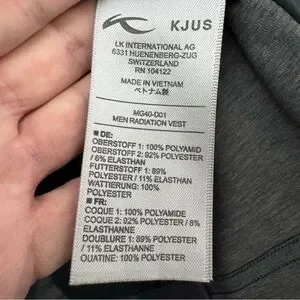 KJUS
LK INTERNATIONAL AG
6331 HUENENBERG-ZUG
SWITZERLAND
RN 104122
MADE IN VIETNAM
ベトナム製
MG40-D01
MEN RADIATION VEST
■ DE:
OBERSTOFF 1: 100% POLYAMID
OBERSTOFF 2: 92% POLYESTER
/ 8% ELASTHAN
FUTTERSTOFF 1: 89%
POLYESTER / 11% ELASTHAN
WATTIERUNG: 100%
POLYESTER
■ FR:
COQUE 1: 100% POLYAMIDE
COQUE 2: 92% POLYESTER / 8%
ELASTHANNE
DOUBLURE 1: 89% POLYESTER
/ 11% ELASTHANNE
OUATINE: 100% POLYESTER